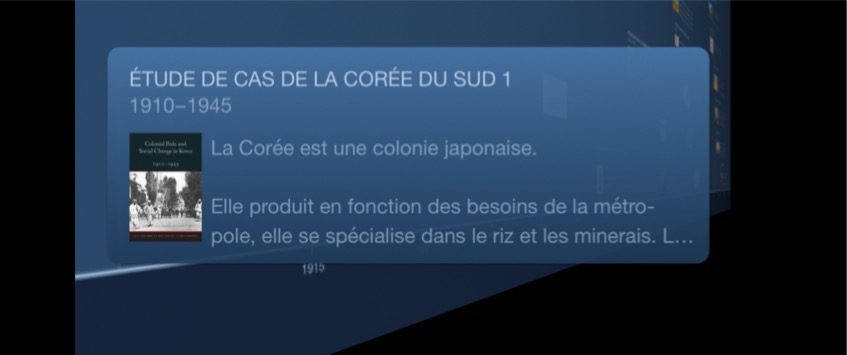 ÉTUDE DE CAS DE LA CORÉE DU SUD 1
1910–1945
Colonial Rule and
Social Change in Korea
1910–1945
La Corée est une colonie japonaise.
Elle produit en fonction des besoins de la métro-
pole, elle se spécialise dans le riz et les minerais. L…
1915